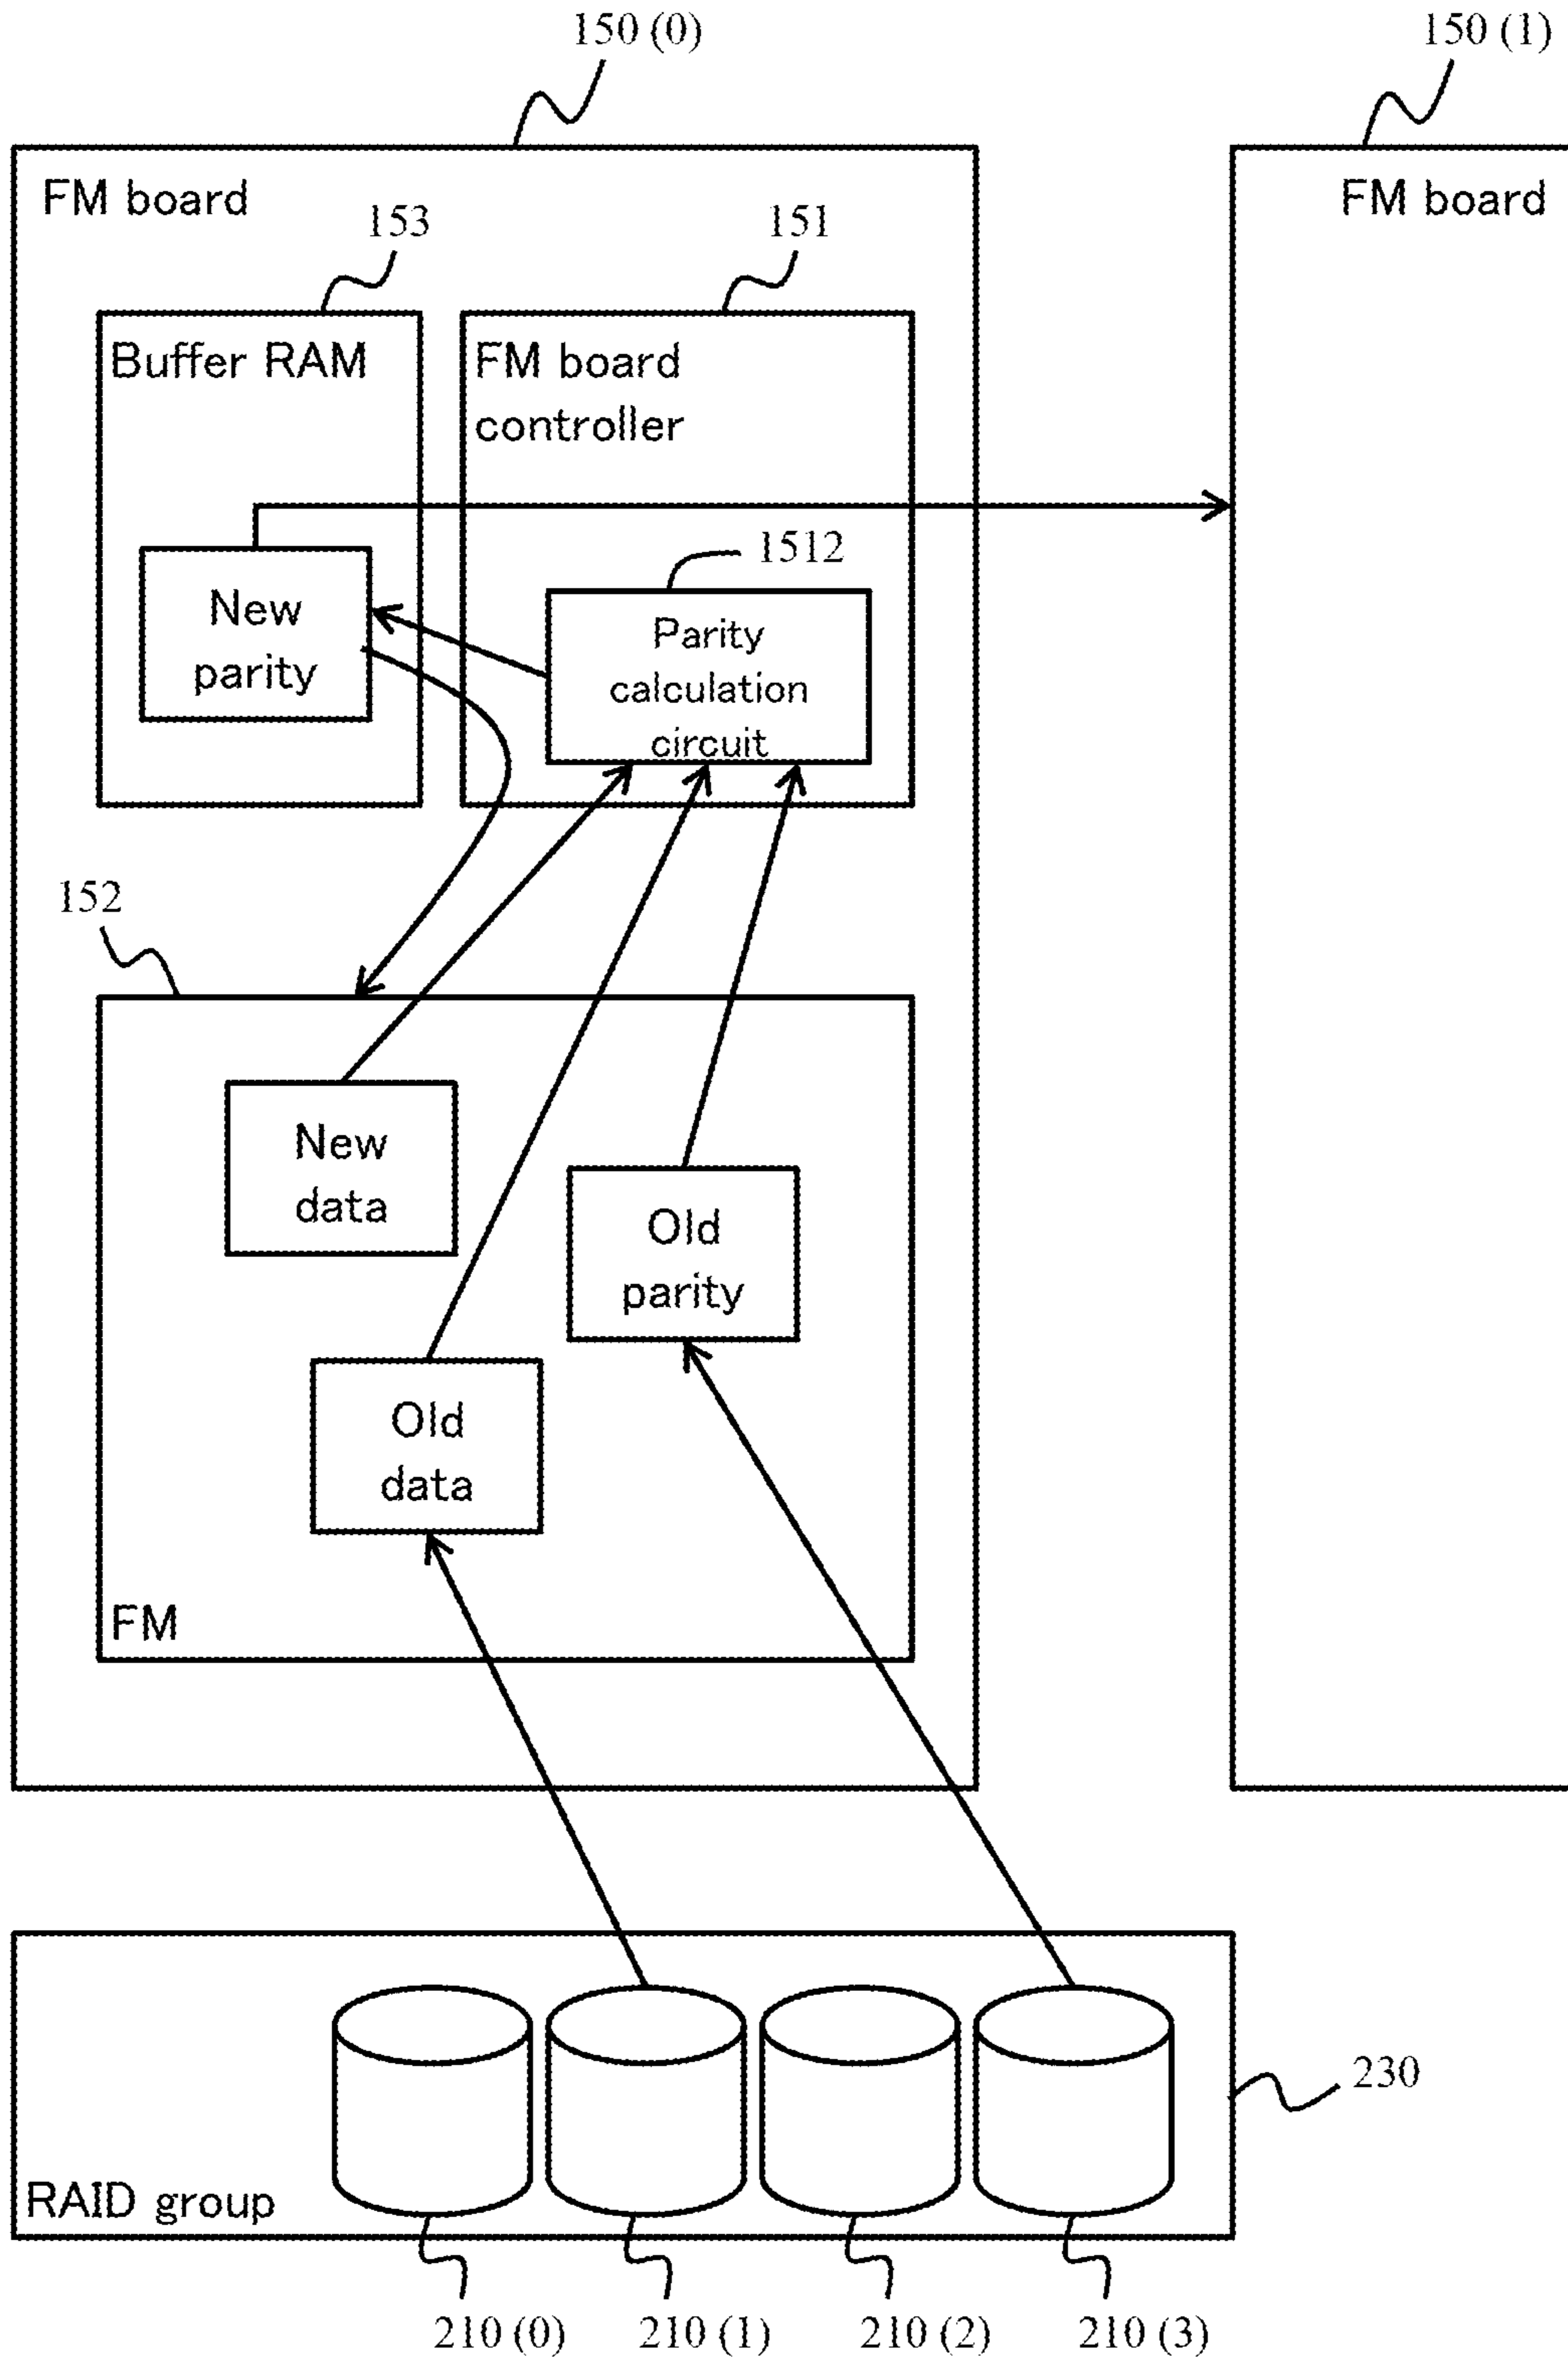 150 (0)
150 (1)
FM board
FM board
153
151
Buffer RAM
FM board
controller
1512
New
parity
Parity
calculation
circuit
152
New
data
Old
parity
Old
data
FM
230
RAID group
210 (0)
210 (1)
210 (2)
210 (3)